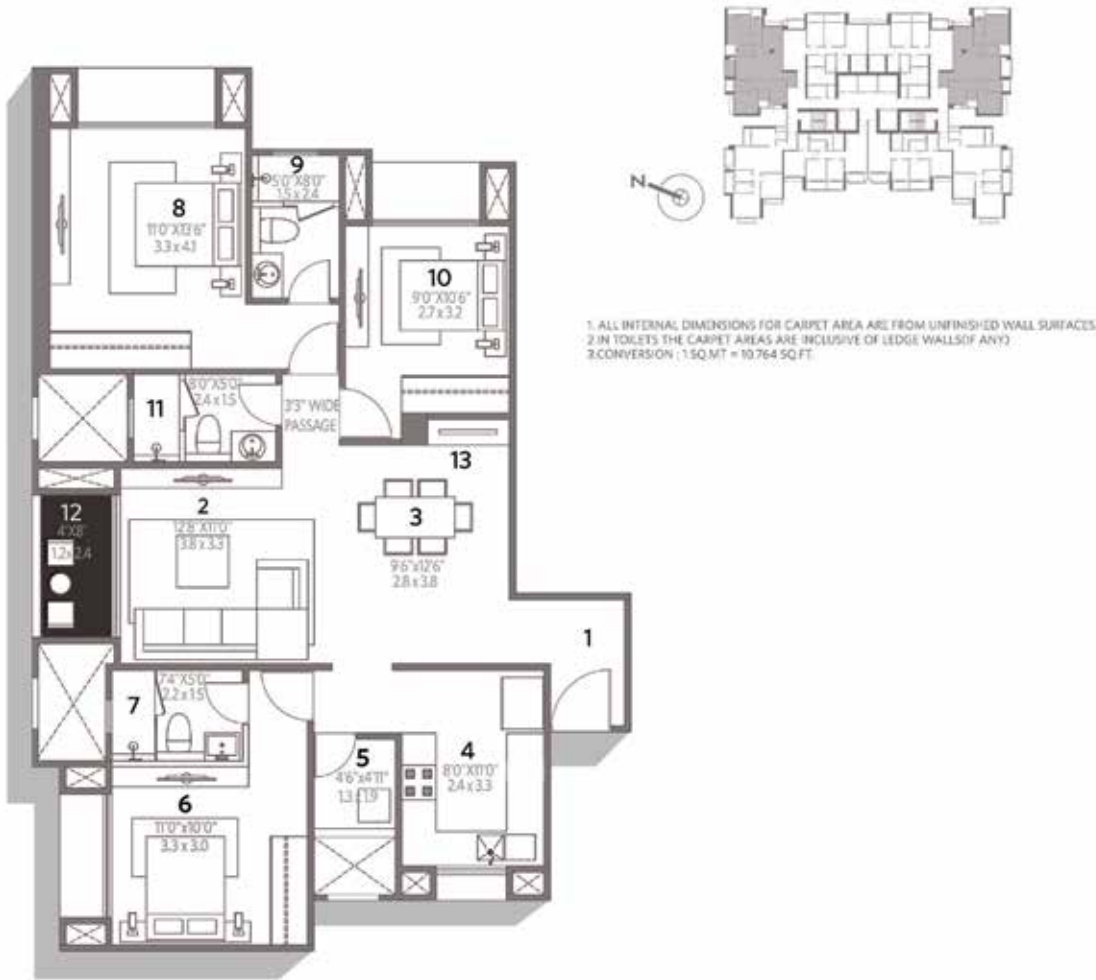 N
1. ALL INTERNAL DIMENSIONS FOR CARPET AREA ARE FROM UNFINISHED WALL SURFACES
2.IN TOILETS THE CARPET AREAS ARE INCLUSIVE OF LEDGE WALLS(IF ANY)
3.CONVERSION : 1 SQ.MT = 10.764 SQ.FT.
8
11'0"X13'6"
3.3 x 4.1
9
5'0"X8'0"
1.5 x 2.4
10
9'0"X10'6"
2.7 x 3.2
11
8'0"X5'0"
2.4 x 1.5
3'3" WIDE
PASSAGE
13
12
4'X8'
1.2x2.4
2
12'8"X11'0"
3.8 x 3.3
3
9'6"x12'6"
2.8 x 3.8
1
7
7'4"X5'0"
2.2 x 1.5
6
11'0"x10'0"
3.3 x 3.0
5
4'6"x4'11"
1.3 x 1.9
4
8'0"X11'0"
2.4 x 3.3